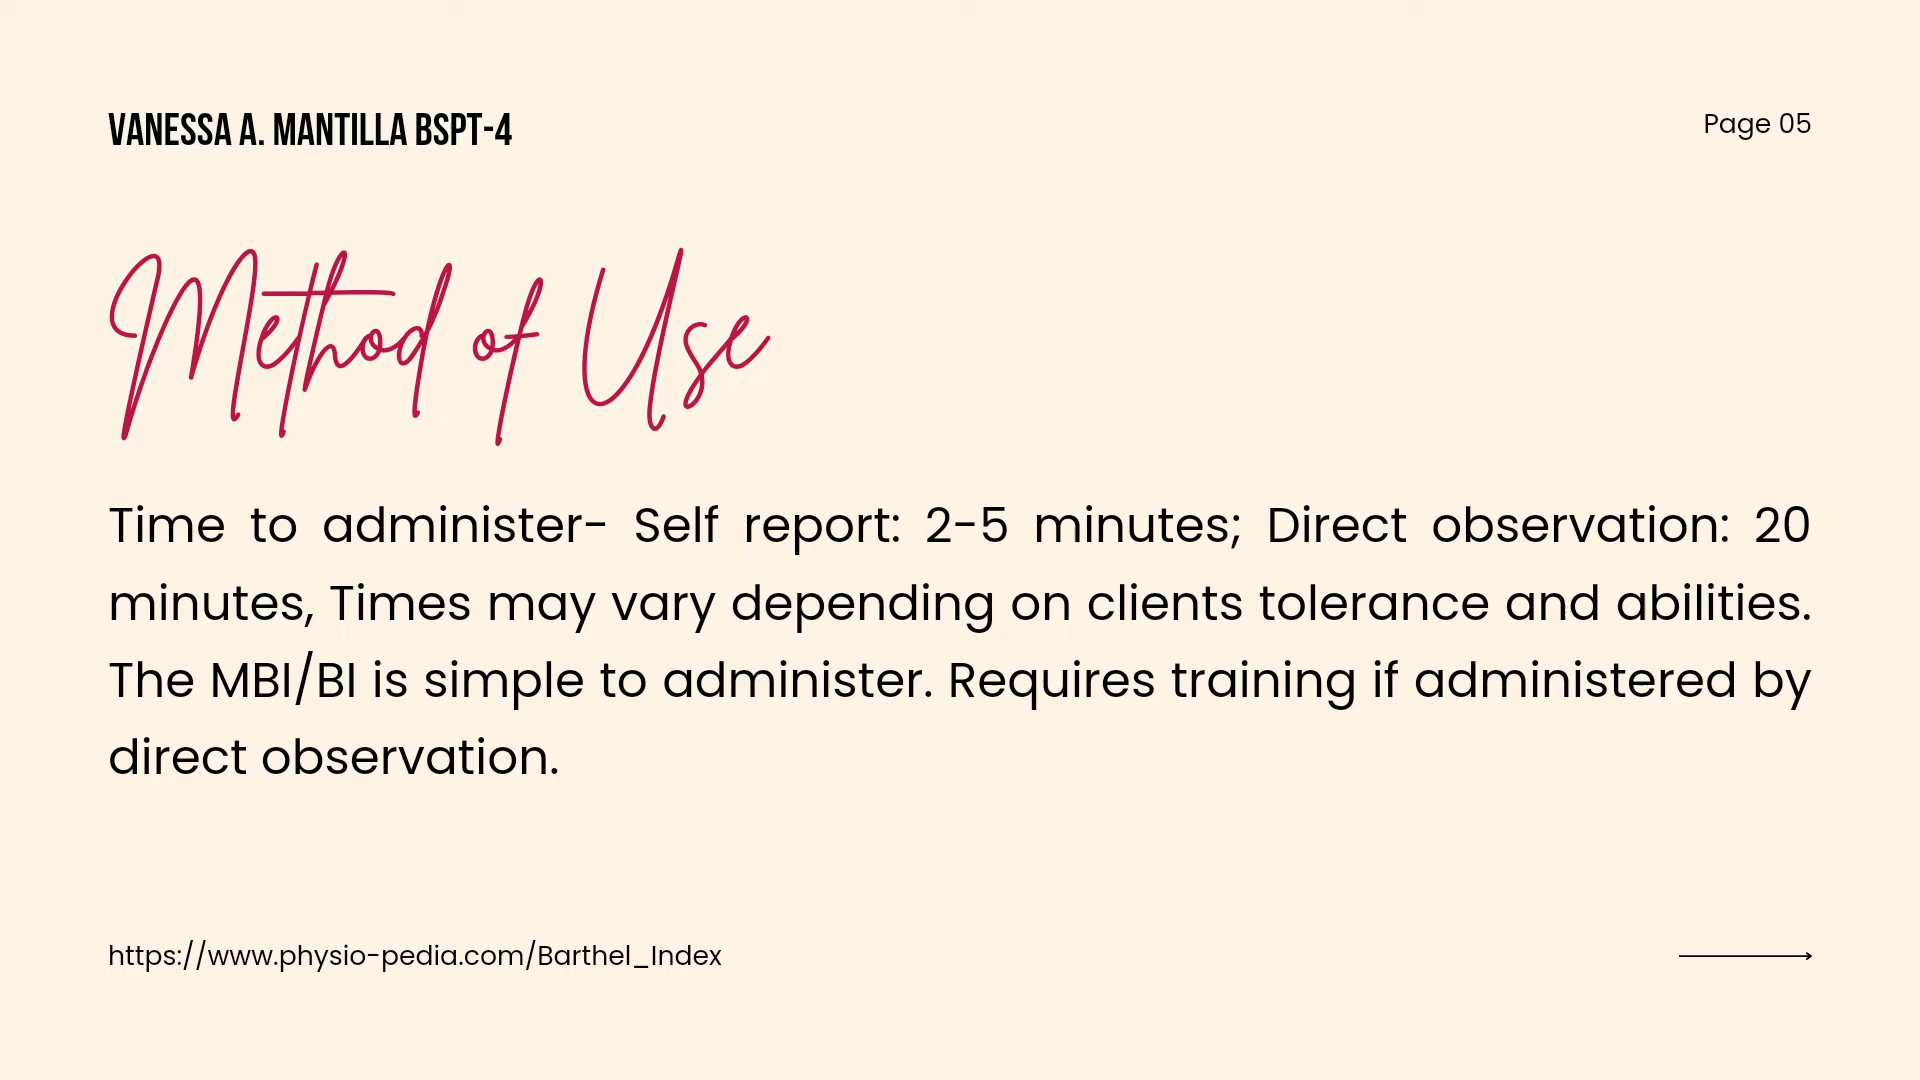 VANESSA A. MANTILLA BSPT-4
Page 05
Method of Use
Time to administer- Self report: 2-5 minutes; Direct observation: 20
minutes, Times may vary depending on clients tolerance and abilities.
The MBI/BI is simple to administer. Requires training if administered by
direct observation.
https://www.physio-pedia.com/Barthel_Index